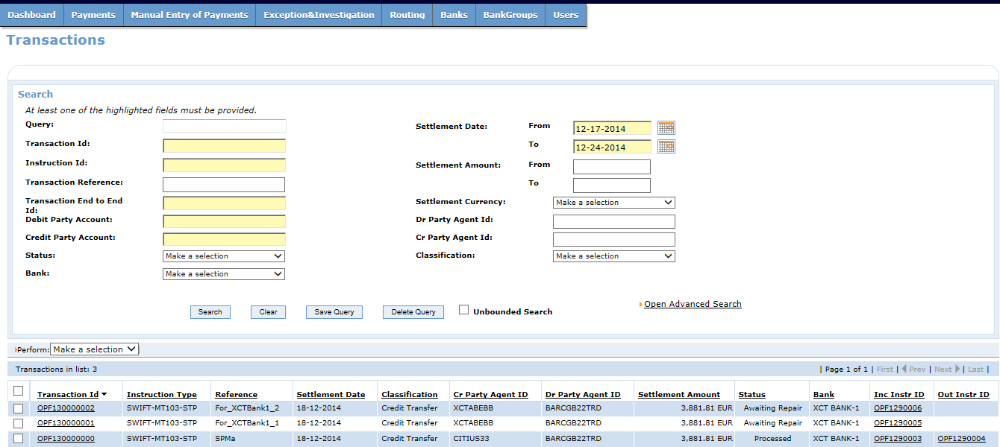 Dashboard Payments Manual Entry of Payments Exception&Investigation Routing Banks BankGroups Users
Transactions
Search
At least one of the highlighted fields must be provided.
Query: Settlement Date: From 12-17-2014
Transaction Id: To 12-24-2014
Instruction Id: Settlement Amount: From
Transaction Reference: To
Transaction End to End Id: Settlement Currency: Make a selection
Debit Party Account: Dr Party Agent Id:
Credit Party Account: Cr Party Agent Id:
Status: Make a selection Classification: Make a selection
Bank: Make a selection
Search Clear Save Query Delete Query Unbounded Search Open Advanced Search
Perform: Make a selection
Transactions in list: 3 | Page 1 of 1 | First | Prev | Next | Last |
Transaction Id Instruction Type Reference Settlement Date Classification Cr Party Agent ID Dr Party Agent ID Settlement Amount Status Bank Inc Instr ID Out Instr ID
OPF130000002 SWIFT-MT103-STP For_XCTBank1_2 18-12-2014 Credit Transfer XCTABEBB BARCGB22TRD 3,881.81 EUR Awaiting Repair XCT BANK-1 OPF1290006
OPF130000001 SWIFT-MT103-STP For_XCTBank1_1 18-12-2014 Credit Transfer XCTABEBB BARCGB22TRD 3,881.81 EUR Awaiting Repair XCT BANK-1 OPF1290005
OPF130000000 SWIFT-MT103-STP SPMa 18-12-2014 Credit Transfer CITIUS33 BARCGB22TRD 3,881.81 EUR Processed XCT BANK-1 OPF1290003 OPF1290004